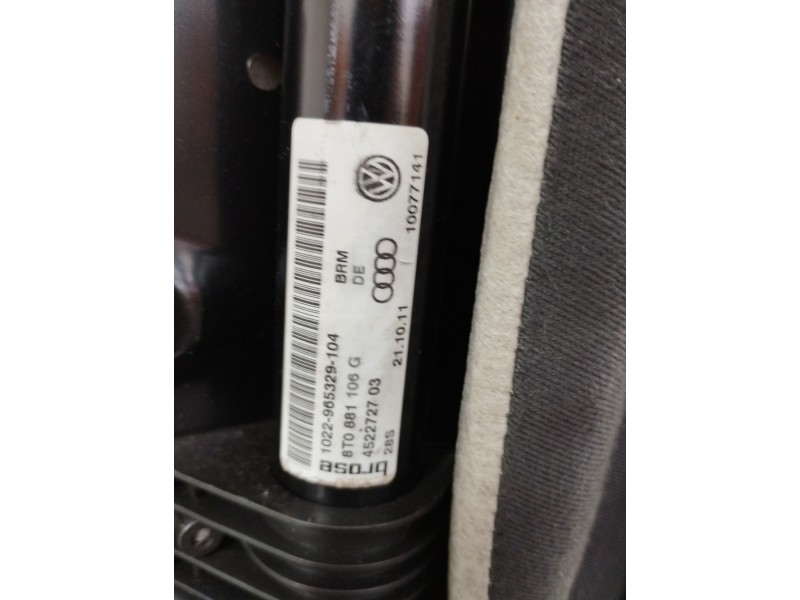 1022-965329-104
BRM
8T0 881 106 G
DE
4522727 03
21.10.11
10077141
28S
brose